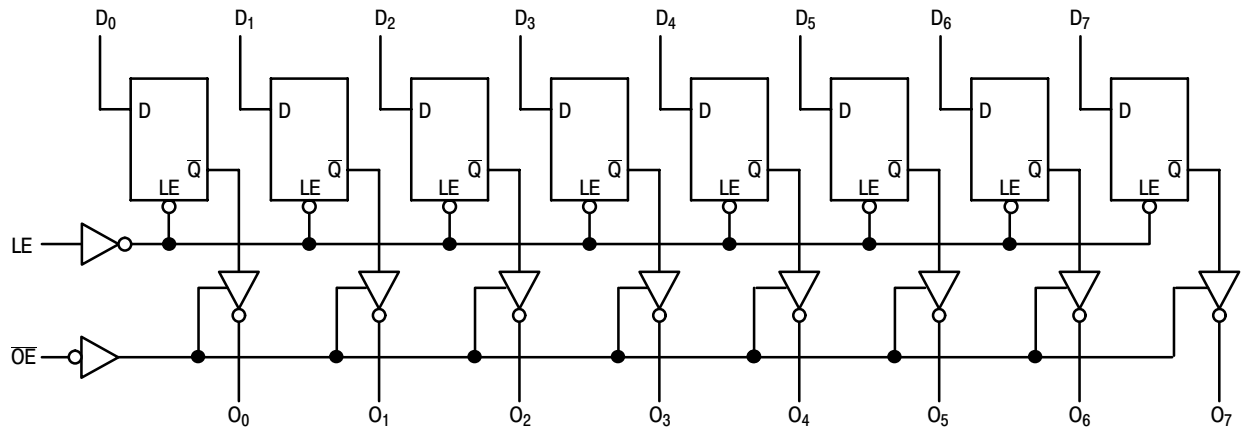 D₀ D₁ D₂ D₃ D₄ D₅ D₆ D₇
D D D D D D D D
Q̅ Q̅ Q̅ Q̅ Q̅ Q̅ Q̅ Q̅
LE LE LE LE LE LE LE LE
LE
O̅E̅
O₀ O₁ O₂ O₃ O₄ O₅ O₆ O₇